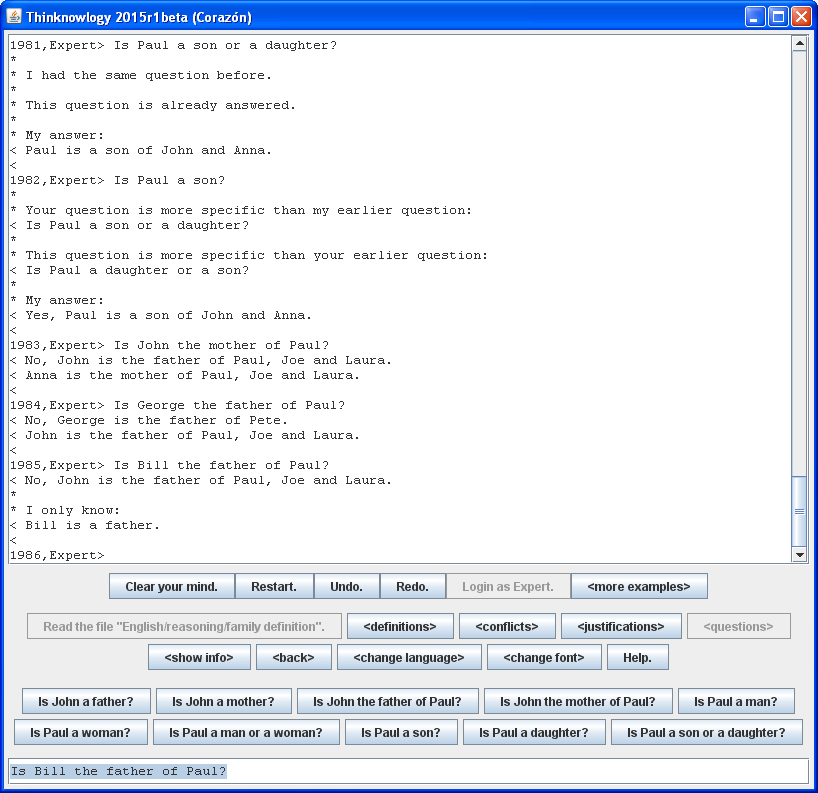 Thinknowlogy 2015r1beta (Corazón)
1981,Expert> Is Paul a son or a daughter?
*
* I had the same question before.
*
* This question is already answered.
*
* My answer:
< Paul is a son of John and Anna.
<
1982,Expert> Is Paul a son?
*
* Your question is more specific than my earlier question:
< Is Paul a son or a daughter?
*
* This question is more specific than your earlier question:
< Is Paul a daughter or a son?
*
* My answer:
< Yes, Paul is a son of John and Anna.
<
1983,Expert> Is John the mother of Paul?
< No, John is the father of Paul, Joe and Laura.
< Anna is the mother of Paul, Joe and Laura.
<
1984,Expert> Is George the father of Paul?
< No, George is the father of Pete.
< John is the father of Paul, Joe and Laura.
<
1985,Expert> Is Bill the father of Paul?
< No, John is the father of Paul, Joe and Laura.
*
* I only know:
< Bill is a father.
<
1986,Expert>
Clear your mind. Restart. Undo. Redo. Login as Expert. <more examples>
Read the file "English/reasoning/family definition". <definitions> <conflicts> <justifications> <questions>
<show info> <back> <change language> <change font> Help.
Is John a father? Is John a mother? Is John the father of Paul? Is John the mother of Paul? Is Paul a man?
Is Paul a woman? Is Paul a man or a woman? Is Paul a son? Is Paul a daughter? Is Paul a son or a daughter?
Is Bill the father of Paul?